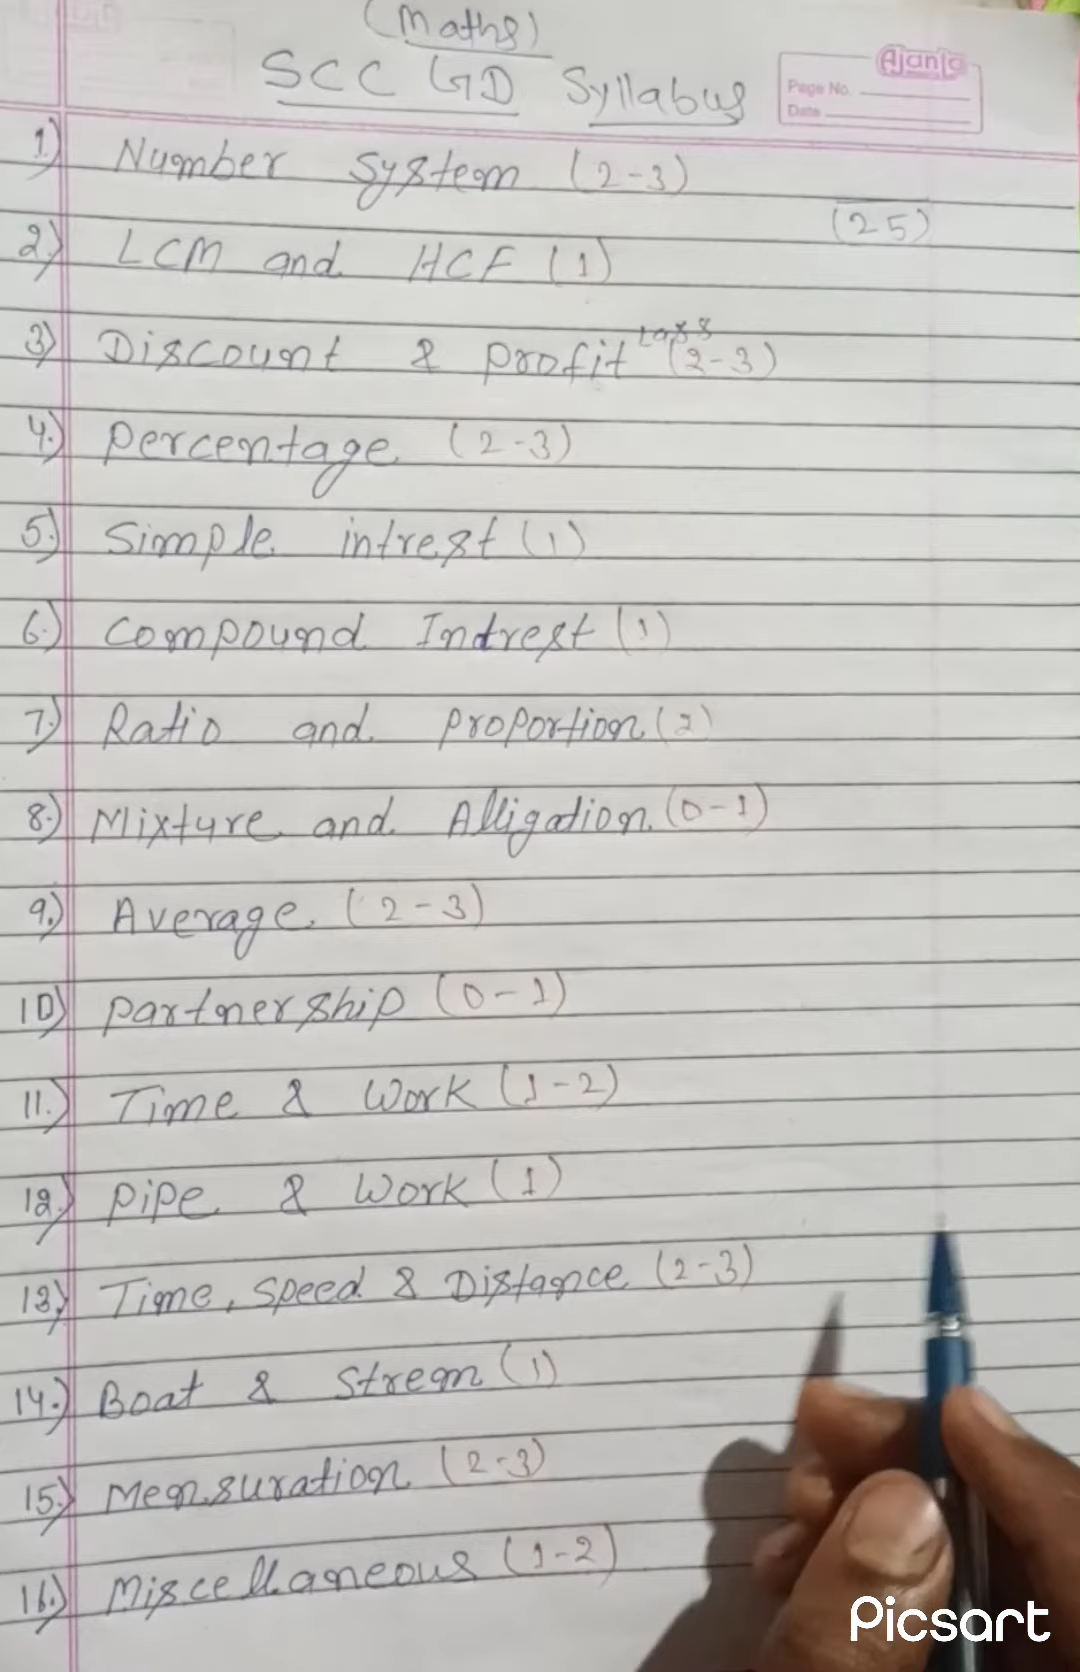 (Maths)
SCC GD Syllabus
Ajanta
Page No.
Date
1) Number System (2-3)
(25)
2) LCM and HCF (1)
3) Discount & Profit Loss (2-3)
4.) Percentage (2-3)
5.) Simple intrest (1)
6.) Compound Intrest (1)
7.) Ratio and Proportion (2)
8.) Mixture and Alligation. (0-1)
9.) Average. (2-3)
10) Partnership (0-1)
11.) Time & Work (1-2)
12.) Pipe & Work (1)
13) Time, Speed & Distance (2-3)
14.) Boat & Stream (1)
15.) Mensuration (2-3)
16.) Miscellaneous (1-2)
Picsart